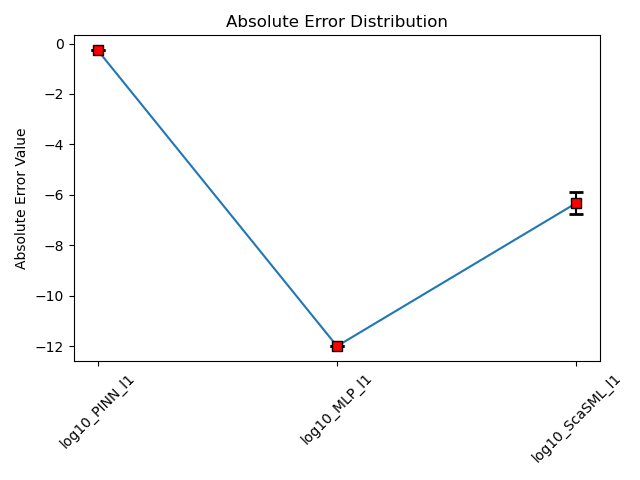 Absolute Error Distribution
Absolute Error Value
0
−2
−4
−6
−8
−10
−12
log10_PINN_l1
log10_MLP_l1
log10_ScaSML_l1